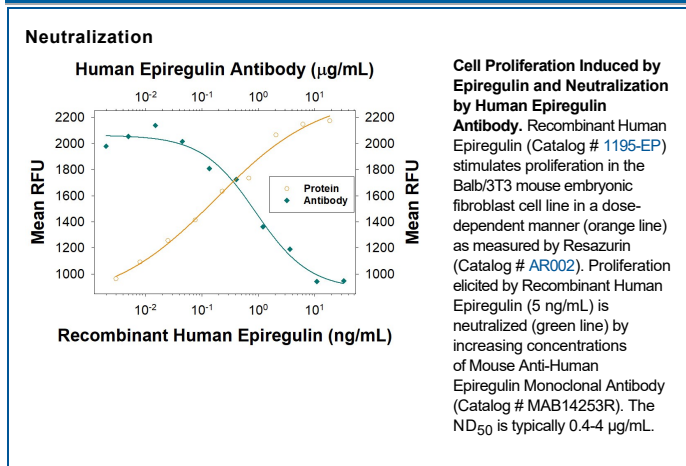 Neutralization
Human Epiregulin Antibody (μg/mL)
10⁻² 10⁻¹ 10⁰ 10¹
2200 2200
2000 2000
1800 1800
1600 1600
1400 1400
1200 1200
1000 1000
Mean RFU
Mean RFU
Protein
Antibody
10⁻² 10⁻¹ 10⁰ 10¹
Recombinant Human Epiregulin (ng/mL)
Cell Proliferation Induced by
Epiregulin and Neutralization
by Human Epiregulin
Antibody. Recombinant Human
Epiregulin (Catalog # 1195-EP)
stimulates proliferation in the
Balb/3T3 mouse embryonic
fibroblast cell line in a dose-
dependent manner (orange line)
as measured by Resazurin
(Catalog # AR002). Proliferation
elicited by Recombinant Human
Epiregulin (5 ng/mL) is
neutralized (green line) by
increasing concentrations
of Mouse Anti-Human
Epiregulin Monoclonal Antibody
(Catalog # MAB14253R). The
ND₅₀ is typically 0.4-4 μg/mL.